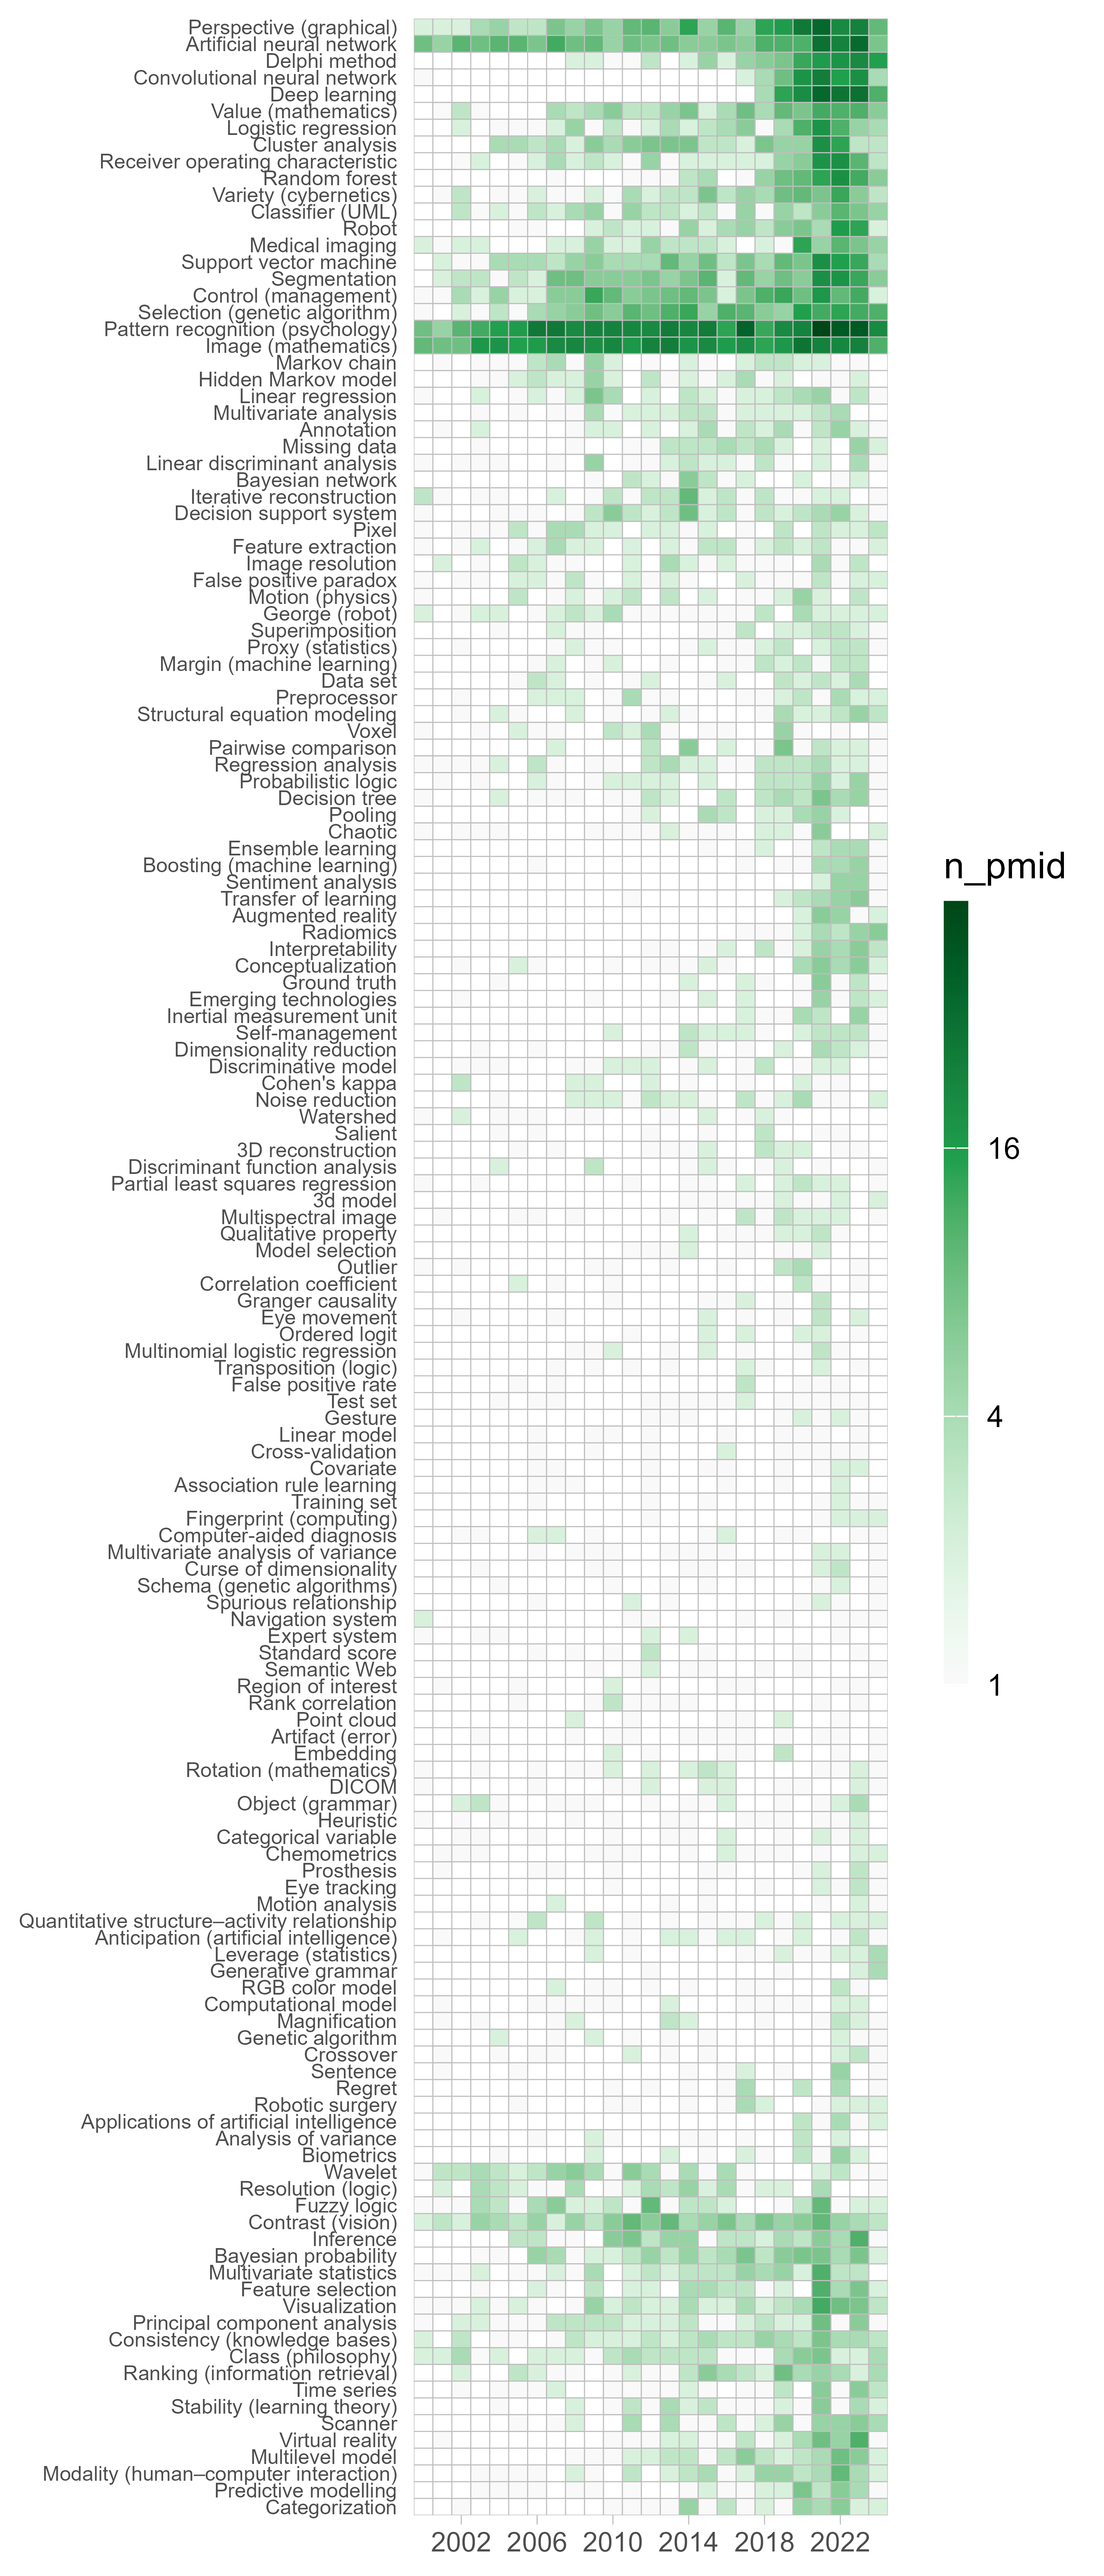 Perspective (graphical)
Artificial neural network
Delphi method
Convolutional neural network
Deep learning
Value (mathematics)
Logistic regression
Cluster analysis
Receiver operating characteristic
Random forest
Variety (cybernetics)
Classifier (UML)
Robot
Medical imaging
Support vector machine
Segmentation
Control (management)
Selection (genetic algorithm)
Pattern recognition (psychology)
Image (mathematics)
Markov chain
Hidden Markov model
Linear regression
Multivariate analysis
Annotation
Missing data
Linear discriminant analysis
Bayesian network
Iterative reconstruction
Decision support system
Pixel
Feature extraction
Image resolution
False positive paradox
Motion (physics)
George (robot)
Superimposition
Proxy (statistics)
Margin (machine learning)
Data set
Preprocessor
Structural equation modeling
Voxel
Pairwise comparison
Regression analysis
Probabilistic logic
Decision tree
Pooling
Chaotic
Ensemble learning
Boosting (machine learning)
Sentiment analysis
Transfer of learning
Augmented reality
Radiomics
Interpretability
Conceptualization
Ground truth
Emerging technologies
Inertial measurement unit
Self-management
Dimensionality reduction
Discriminative model
Cohen's kappa
Noise reduction
Watershed
Salient
3D reconstruction
Discriminant function analysis
Partial least squares regression
3d model
Multispectral image
Qualitative property
Model selection
Outlier
Correlation coefficient
Granger causality
Eye movement
Ordered logit
Multinomial logistic regression
Transposition (logic)
False positive rate
Test set
Gesture
Linear model
Cross-validation
Covariate
Association rule learning
Training set
Fingerprint (computing)
Computer-aided diagnosis
Multivariate analysis of variance
Curse of dimensionality
Schema (genetic algorithms)
Spurious relationship
Navigation system
Expert system
Standard score
Semantic Web
Region of interest
Rank correlation
Point cloud
Artifact (error)
Embedding
Rotation (mathematics)
DICOM
Object (grammar)
Heuristic
Categorical variable
Chemometrics
Prosthesis
Eye tracking
Motion analysis
Quantitative structure–activity relationship
Anticipation (artificial intelligence)
Leverage (statistics)
Generative grammar
RGB color model
Computational model
Magnification
Genetic algorithm
Crossover
Sentence
Regret
Robotic surgery
Applications of artificial intelligence
Analysis of variance
Biometrics
Wavelet
Resolution (logic)
Fuzzy logic
Contrast (vision)
Inference
Bayesian probability
Multivariate statistics
Feature selection
Visualization
Principal component analysis
Consistency (knowledge bases)
Class (philosophy)
Ranking (information retrieval)
Time series
Stability (learning theory)
Scanner
Virtual reality
Multilevel model
Modality (human–computer interaction)
Predictive modelling
Categorization
2002 2006 2010 2014 2018 2022
n_pmid
16
4
1